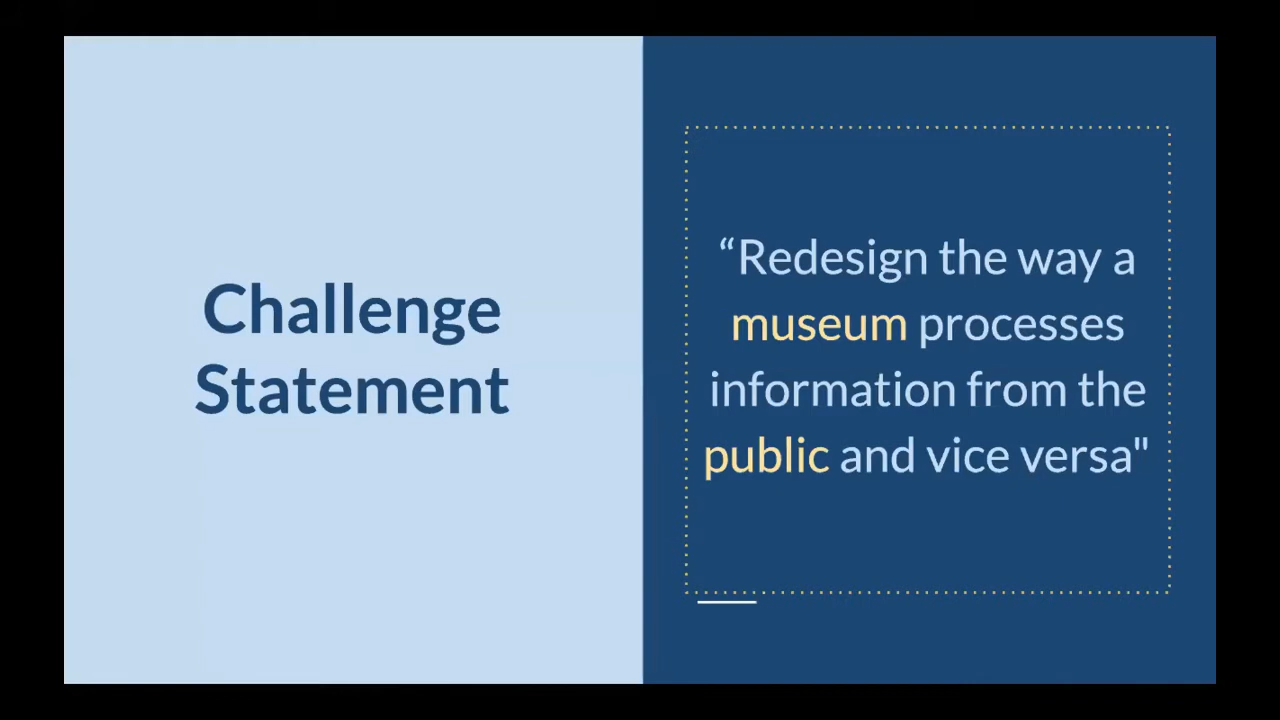 Challenge
Statement
“Redesign the way a
museum processes
information from the
public and vice versa"